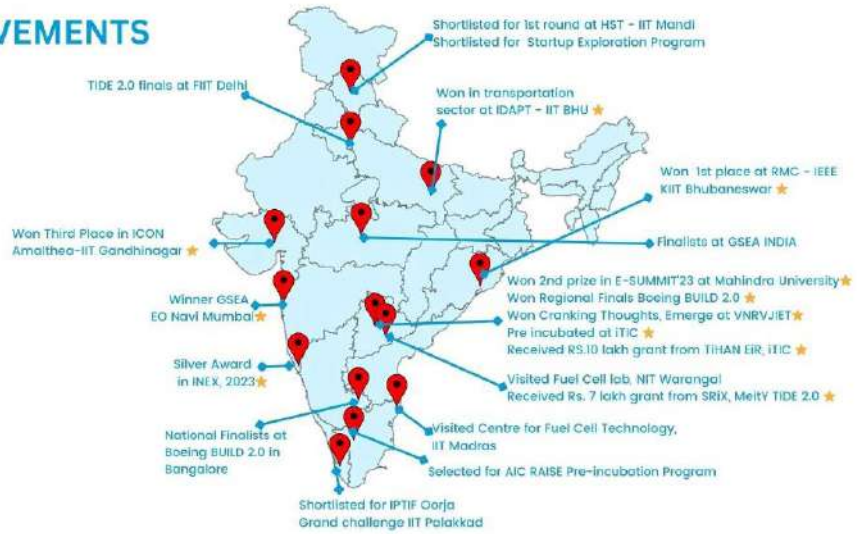 VEMENTS
Shortlisted for 1st round at HST - IIT Mandi
Shortlisted for Startup Exploration Program
TIDE 2.0 finals at FIIT Delhi
Won in transportation
sector at IDAPT - IIT BHU
Won 1st place at RMC - IEEE
KIIT Bhubaneswar
Won Third Place in ICON
Amalthea-IIT Gandhinagar
Finalists at GSEA INDIA
Won 2nd prize in E-SUMMIT'23 at Mahindra University
Won Regional Finals Boeing BUILD 2.0
Won Cranking Thoughts, Emerge at VNRVJIET
Pre incubated at iTIC
Received RS.10 lakh grant from TiHAN EiR, iTIC
Winner GSEA
EO Navi Mumbai
Silver Award
in INEX, 2023
Visited Fuel Cell lab, NIT Warangal
Received Rs. 7 lakh grant from SRiX, MeitY TIDE 2.0
National Finalists at
Boeing BUILD 2.0 in
Bangalore
Visited Centre for Fuel Cell Technology,
IIT Madras
Selected for AIC RAISE Pre-incubation Program
Shortlisted for IPTIF Oorja
Grand challenge IIT Palakkad